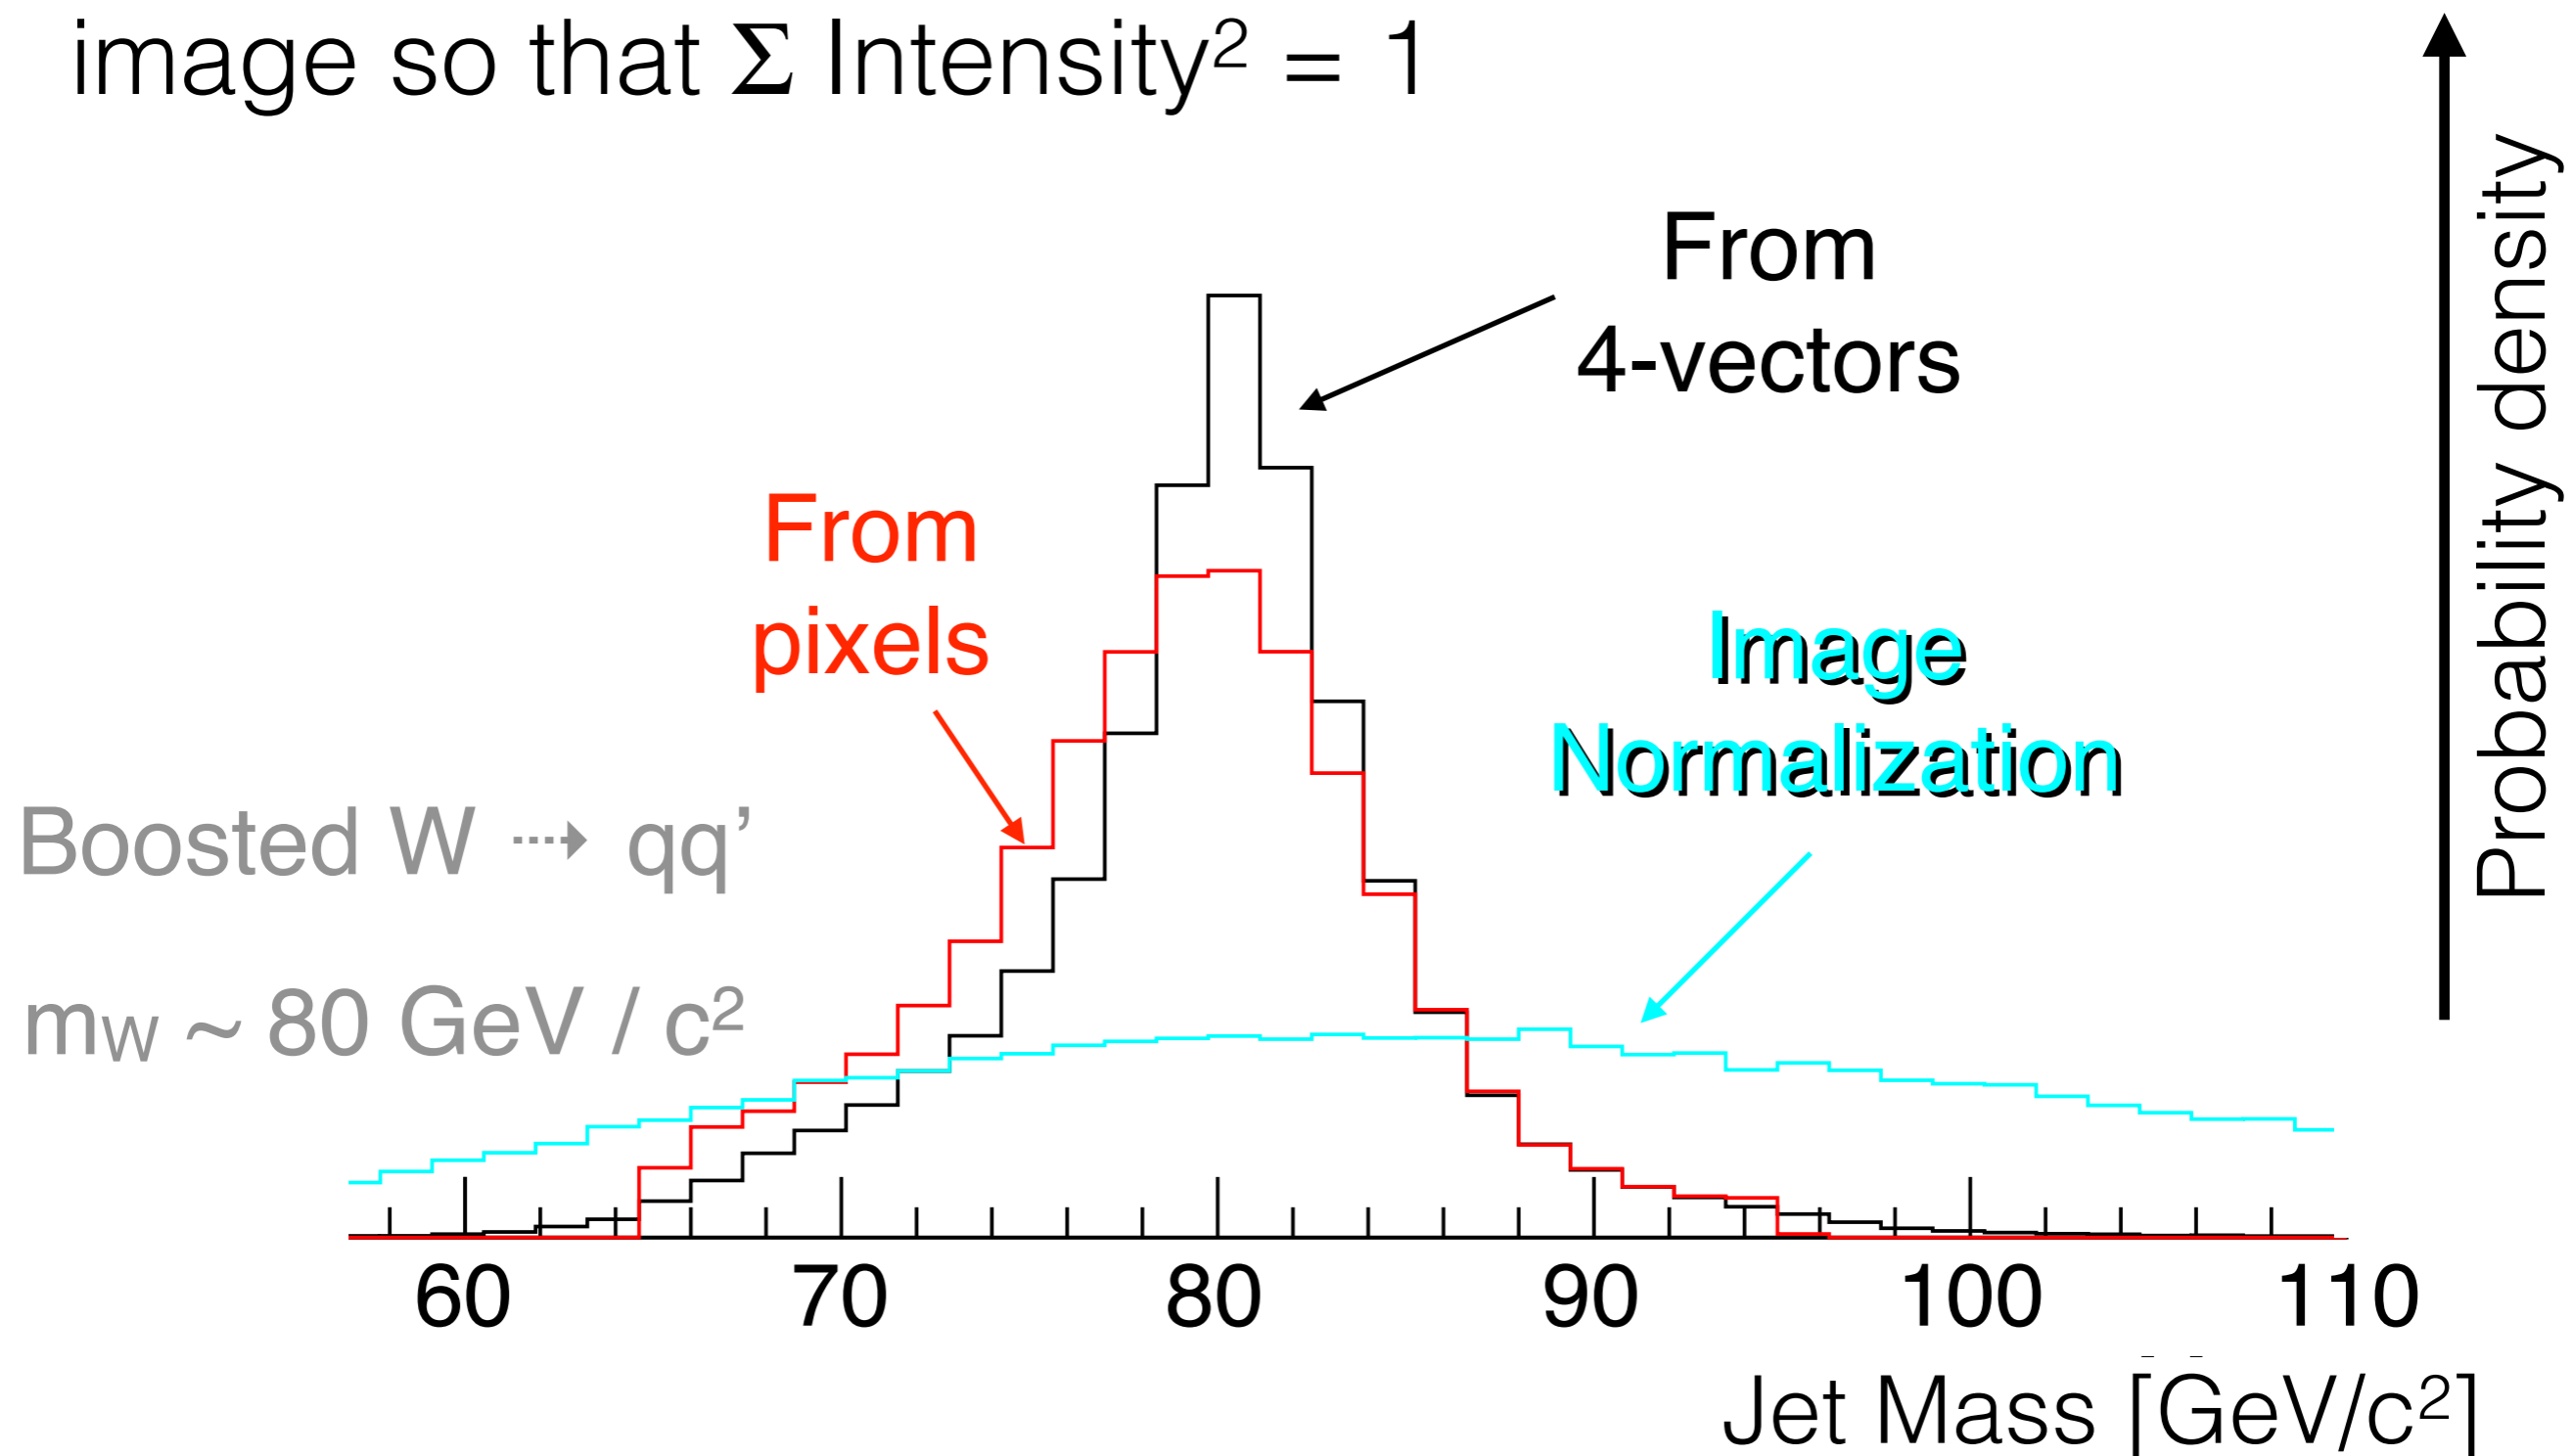 image so that Σ Intensity² = 1
From
4-vectors
From
pixels
Image
Normalization
Probability density
Boosted W ⇢ qq’
mW ~ 80 GeV / c²
60 70 80 90 100 110
Jet Mass [GeV/c²]